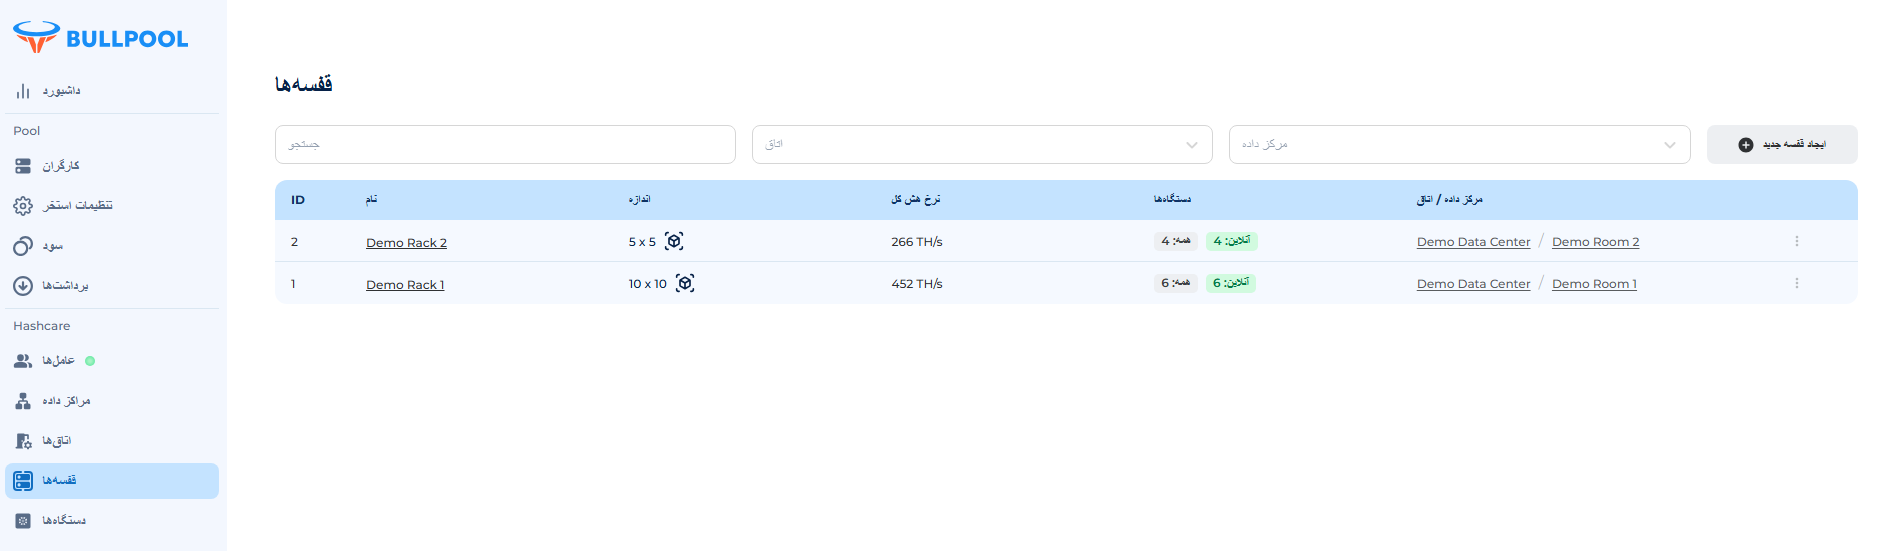 BULLPOOL
داشبورد
Pool
کارگران
تنظیمات استخر
سود
برداشت‌ها
Hashcare
عامل‌ها
مراکز داده
اتاق‌ها
قفسه‌ها
دستگاه‌ها
قفسه‌ها
جستجو اتاق مرکز داده ایجاد قفسه جدید
ID نام اندازه نرخ هش کل دستگاه‌ها مرکز داده / اتاق
2 Demo Rack 2 5 x 5 266 TH/s همه: 4 آنلاین: 4 Demo Data Center / Demo Room 2
1 Demo Rack 1 10 x 10 452 TH/s همه: 6 آنلاین: 6 Demo Data Center / Demo Room 1